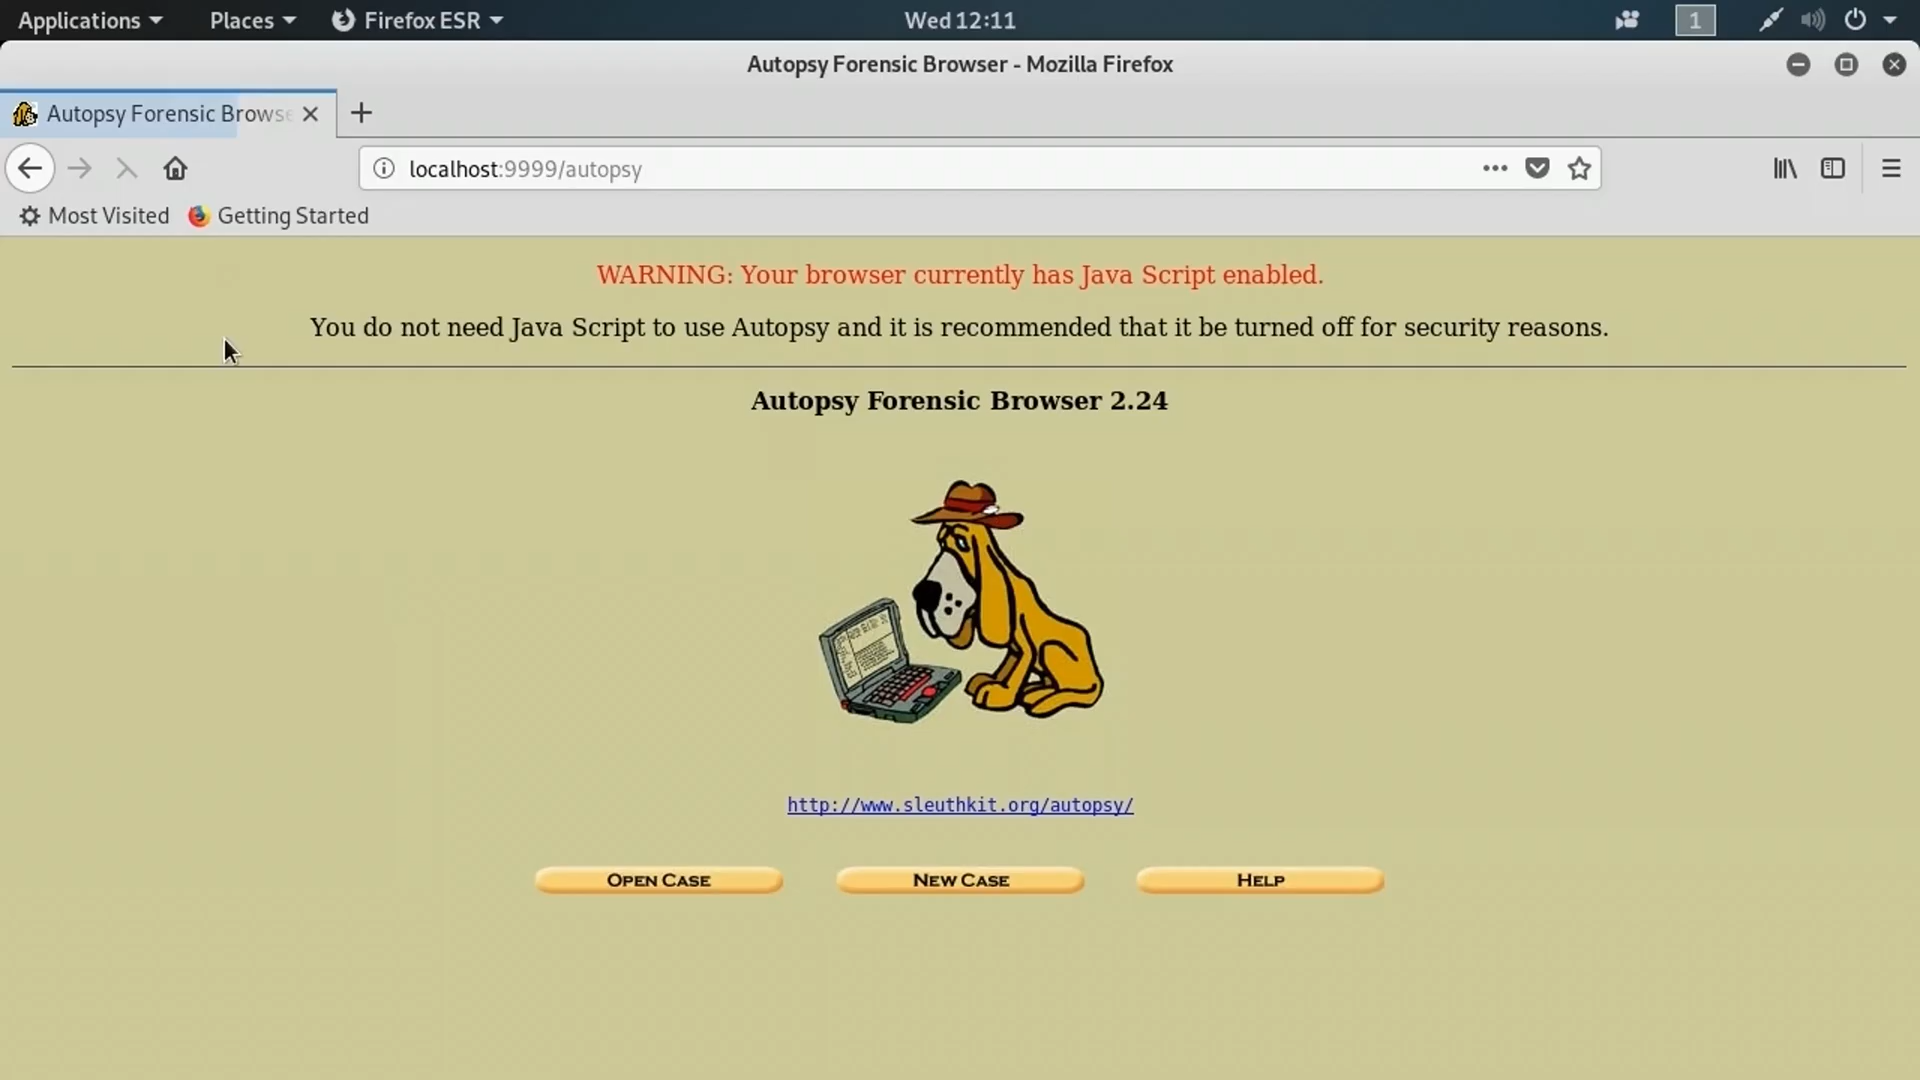 Applications Places Firefox ESR Wed 12:11 1
Autopsy Forensic Browser - Mozilla Firefox
Autopsy Forensic Browse
localhost:9999/autopsy
Most Visited Getting Started
WARNING: Your browser currently has Java Script enabled.
You do not need Java Script to use Autopsy and it is recommended that it be turned off for security reasons.
Autopsy Forensic Browser 2.24
http://www.sleuthkit.org/autopsy/
OPEN CASE NEW CASE HELP